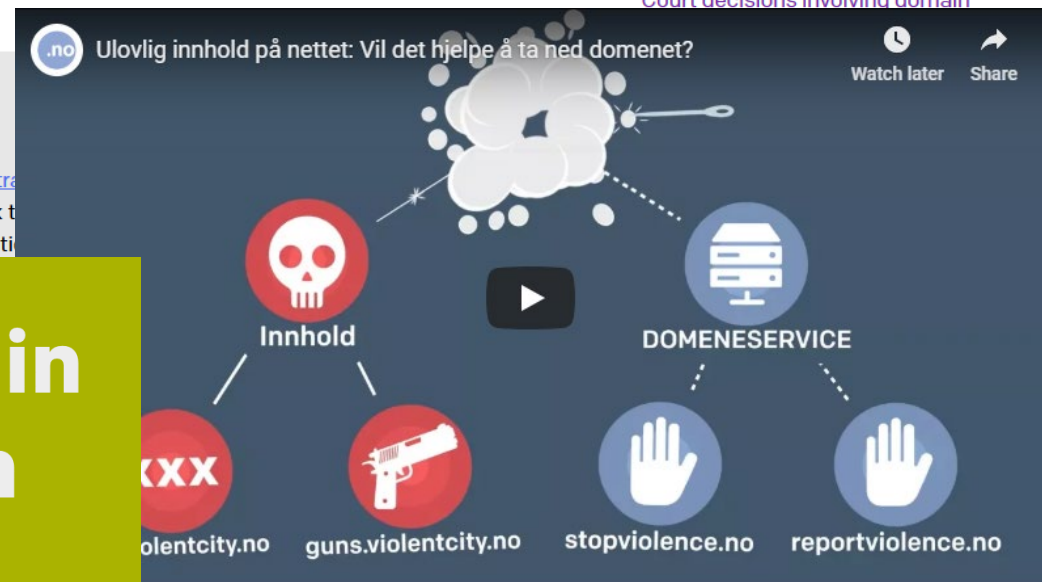 Court decisions involving domain
.no
Ulovlig innhold på nettet: Vil det hjelpe å ta ned domenet?
Watch later
Share
Innhold
DOMENESERVICE
in
xxx
olentcity.no
guns.violentcity.no
stopviolence.no
reportviolence.no